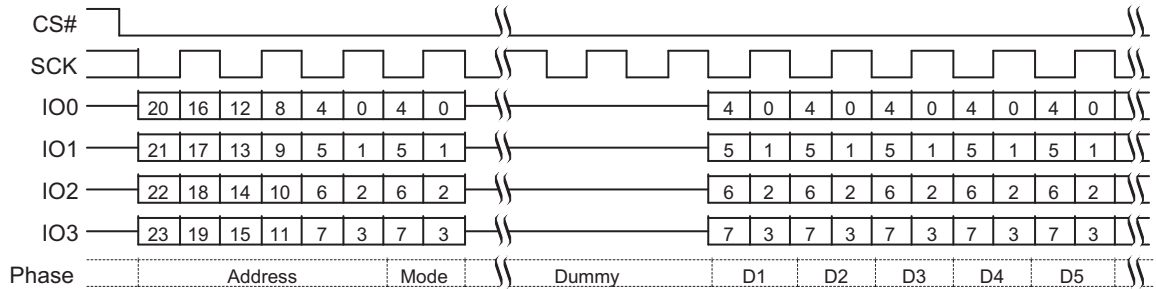 CS#
SCK
IO0 20 16 12 8 4 0 4 0 4 0 4 0 4 0 4 0 4 0
IO1 21 17 13 9 5 1 5 1 5 1 5 1 5 1 5 1 5 1
IO2 22 18 14 10 6 2 6 2 6 2 6 2 6 2 6 2 6 2
IO3 23 19 15 11 7 3 7 3 7 3 7 3 7 3 7 3 7 3
Phase Address Mode Dummy D1 D2 D3 D4 D5